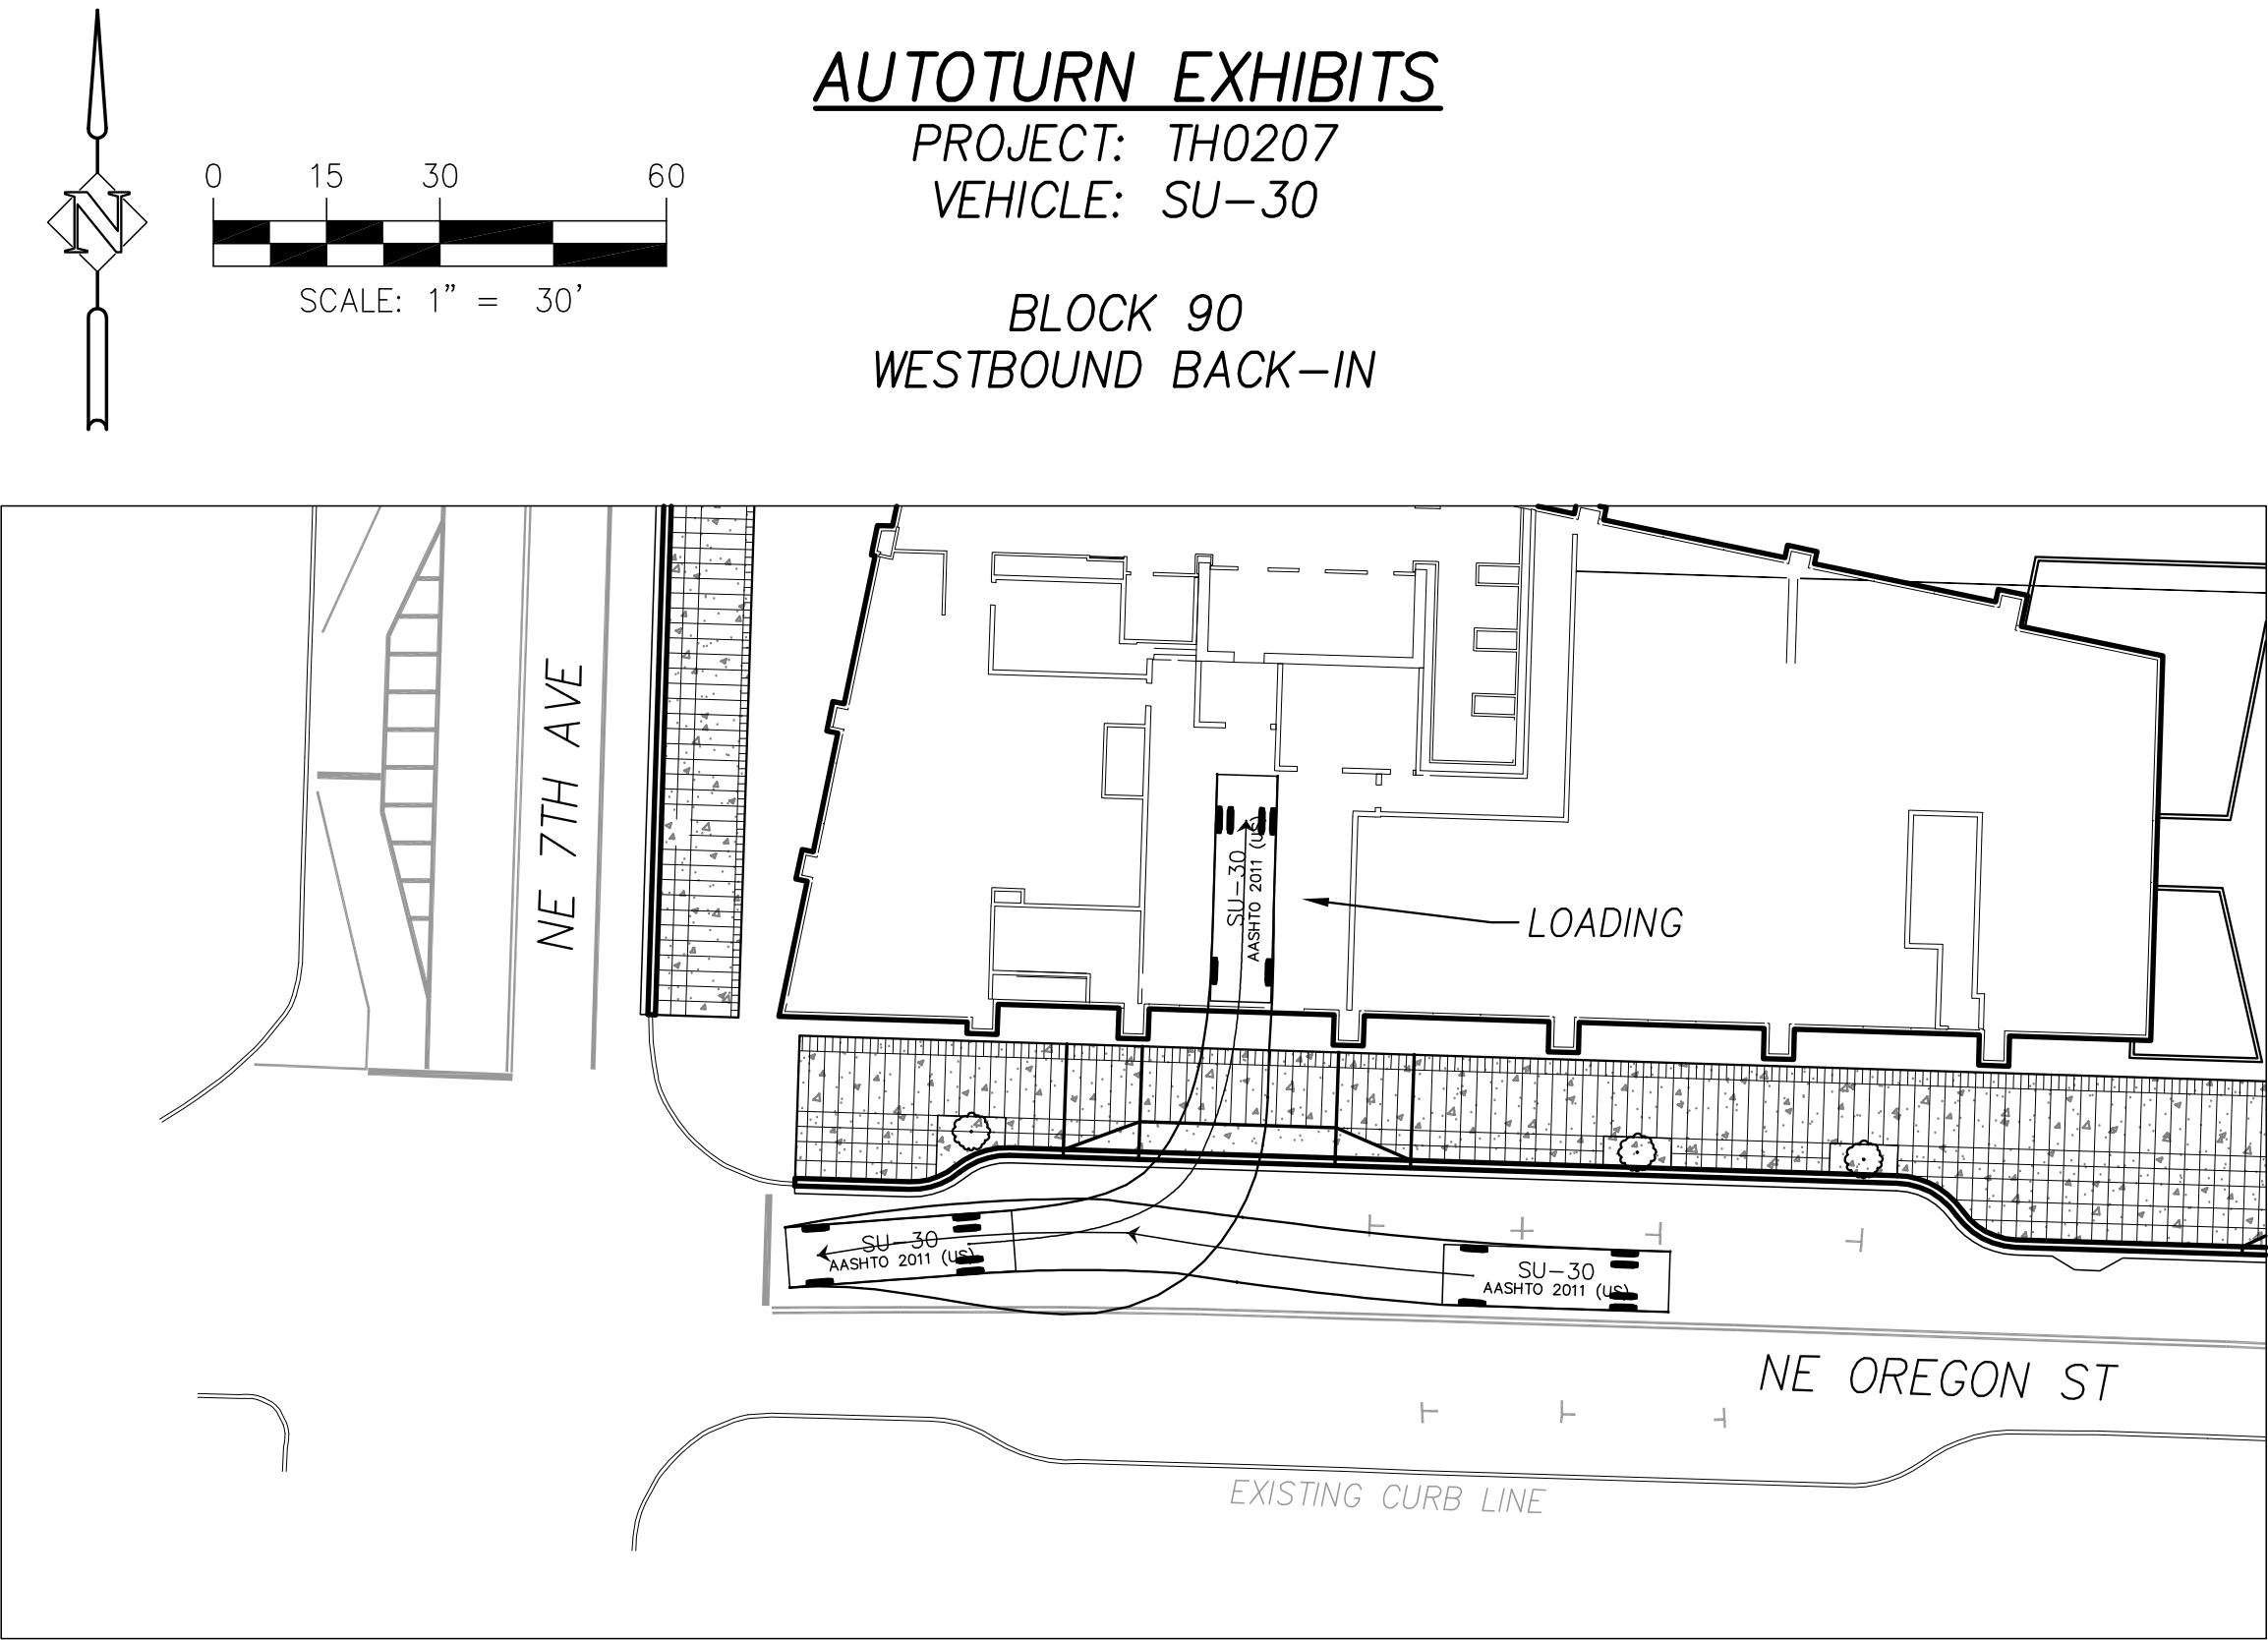 AUTOTURN EXHIBITS
PROJECT: TH0207
VEHICLE: SU-30
BLOCK 90
WESTBOUND BACK-IN
N
0 15 30 60
SCALE: 1" = 30'
NE 7TH AVE
SU-30
AASHTO 2011 (US)
LOADING
SU-30
AASHTO 2011 (US)
SU-30
AASHTO 2011 (US)
NE OREGON ST
EXISTING CURB LINE